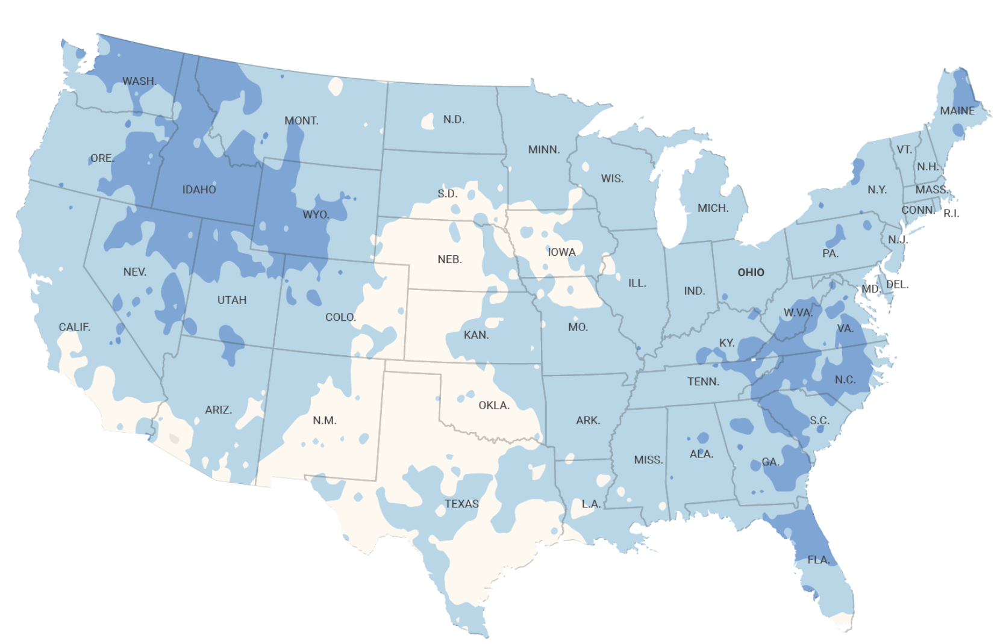 WASH.
MONT.
N.D.
MINN.
MAINE
VT.
N.H.
ORE.
IDAHO
WYO.
S.D.
WIS.
MICH.
N.Y.
MASS.
CONN.
R.I.
NEV.
UTAH
COLO.
NEB.
IOWA
ILL.
IND.
OHIO
PA.
N.J.
MD.
DEL.
CALIF.
KAN.
MO.
KY.
W.VA.
VA.
ARIZ.
N.M.
OKLA.
ARK.
TENN.
N.C.
S.C.
TEXAS
L.A.
MISS.
ALA.
GA.
FLA.